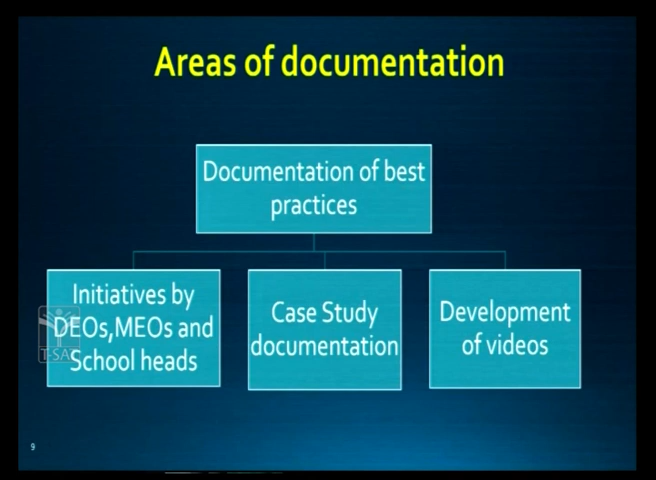 Areas of documentation
Documentation of best
practices
Initiatives by
DEOs,MEOs and
School heads
Case Study
documentation
Development
of videos
T-SAT
9